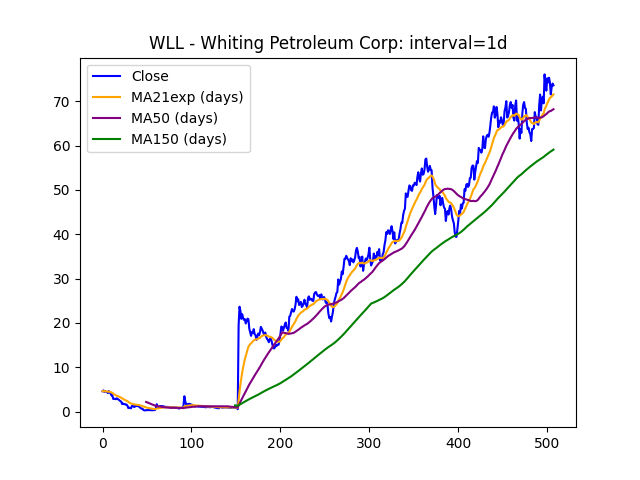 WLL - Whiting Petroleum Corp: interval=1d
Close
MA21exp (days)
MA50 (days)
MA150 (days)
70
60
50
40
30
20
10
0
0 100 200 300 400 500